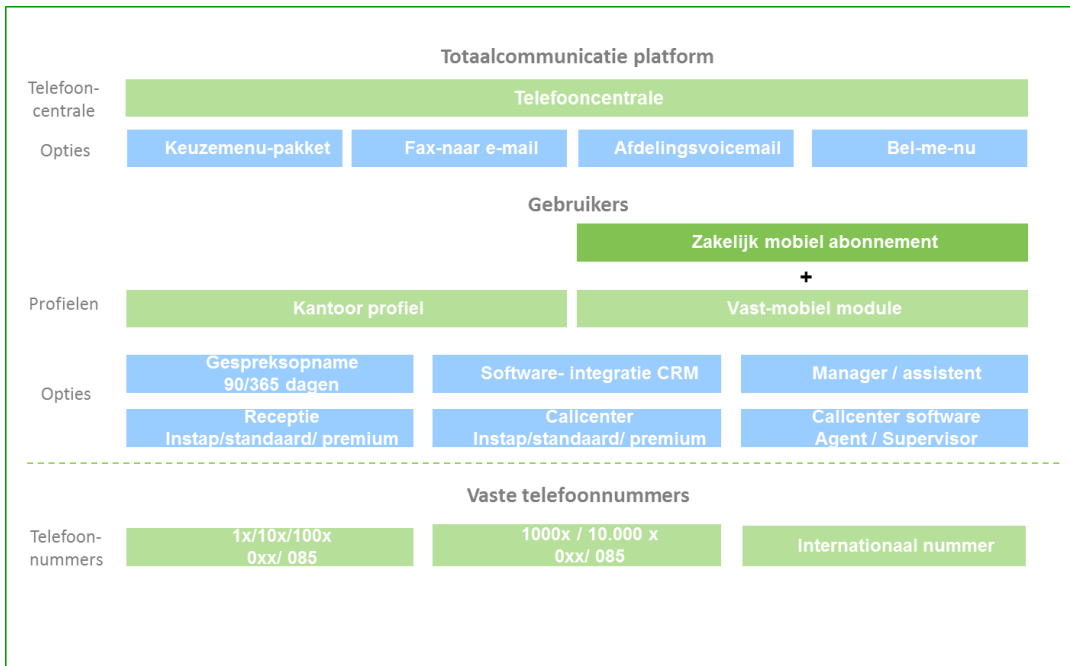 Totaalcommunicatie platform
Telefoon-
centrale
Telefooncentrale
Opties
Keuzemenu-pakket
Fax-naar e-mail
Afdelingsvoicemail
Bel-me-nu
Gebruikers
Zakelijk mobiel abonnement
+
Profielen
Kantoor profiel
Vast-mobiel module
Opties
Gespreksopname
90/365 dagen
Software- integratie CRM
Manager / assistent
Receptie
Instap/standaard/ premium
Callcenter
Instap/standaard/ premium
Callcenter software
Agent / Supervisor
Vaste telefoonnummers
Telefoon-
nummers
1x/10x/100x
0xx/ 085
1000x / 10.000 x
0xx/ 085
Internationaal nummer